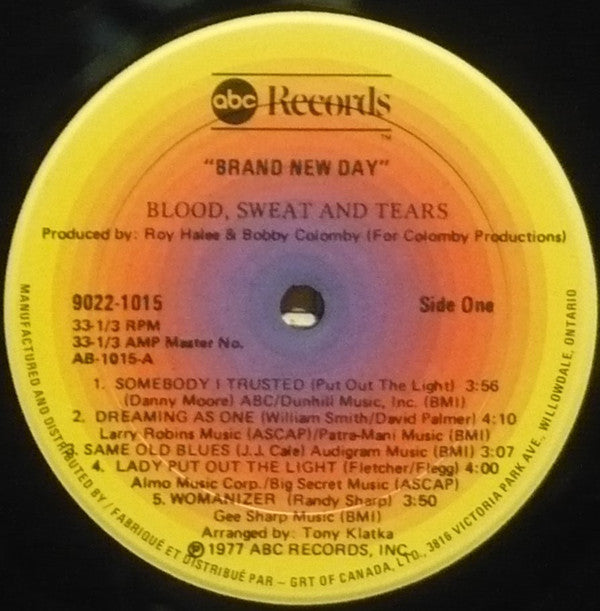 abc Records
TM
"BRAND NEW DAY"
BLOOD, SWEAT AND TEARS
Produced by: Roy Halee & Bobby Colomby (For Colomby Productions)
9022-1015
Side One
33-1/3 RPM
33-1/3 AMP Master No.
AB-1015-A
1. SOMEBODY I TRUSTED (Put Out The Light) 3:56
(Danny Moore) ABC/Dunhill Music, Inc. (BMI)
2. DREAMING AS ONE (William Smith/David Palmer) 4:10
Larry Robins Music (ASCAP)/Patra-Mani Music (BMI)
3. SAME OLD BLUES (J.J. Cale) Audigram Music (BMI) 3:07
4. LADY PUT OUT THE LIGHT (Fletcher/Flegg) 4:00
Almo Music Corp./Big Secret Music (ASCAP)
5. WOMANIZER (Randy Sharp) 3:50
Gee Sharp Music (BMI)
Arranged by: Tony Klatka
℗ 1977 ABC RECORDS, INC.
MANUFACTURED AND DISTRIBUTED BY / FABRIQUÉ ET DISTRIBUÉ PAR – GRT OF CANADA, LTD., 3816 VICTORIA PARK AVE., WILLOWDALE, ONTARIO